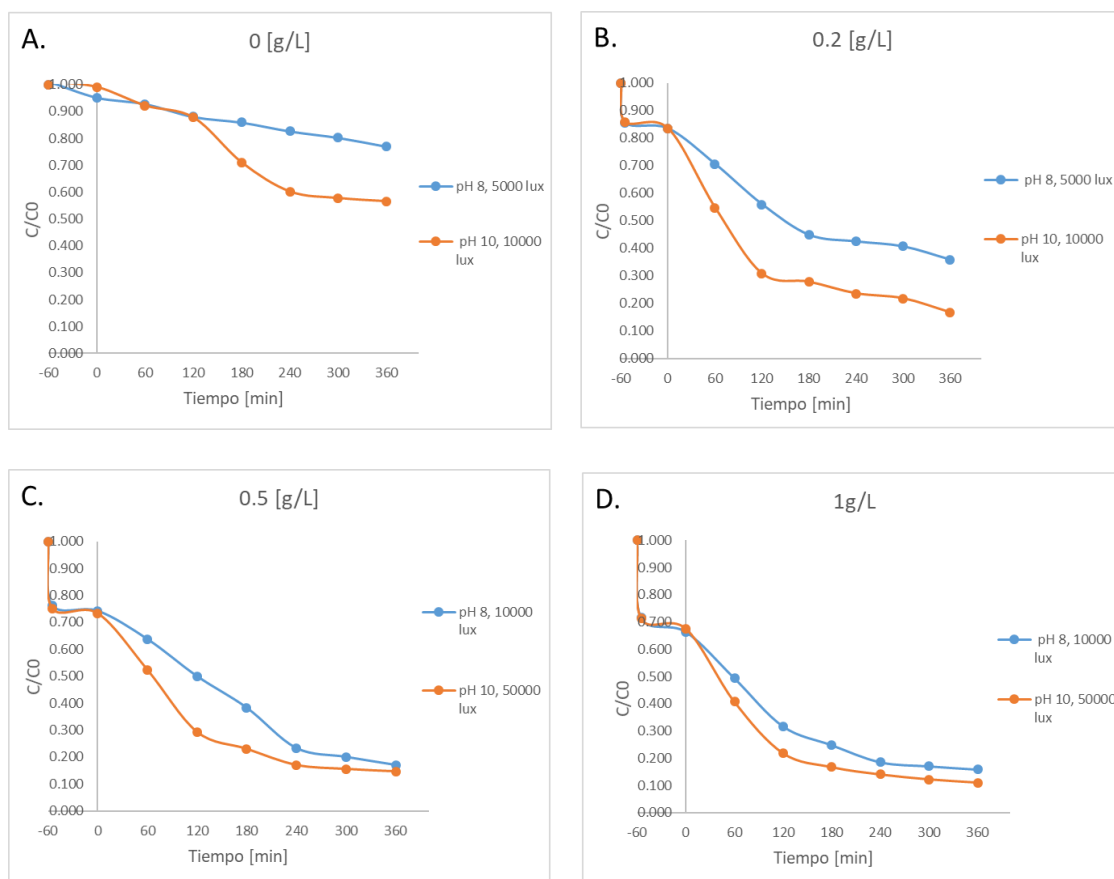 A.
0 [g/L]
1.000
0.900
0.800
0.700
0.600
0.500
0.400
0.300
0.200
0.100
0.000
C/C0
-60 0 60 120 180 240 300 360
Tiempo [min]
pH 8, 5000 lux
pH 10, 10000
lux
B.
0.2 [g/L]
1.000
0.900
0.800
0.700
0.600
0.500
0.400
0.300
0.200
0.100
0.000
C/C0
-60 0 60 120 180 240 300 360
Tiempo [min]
pH 8, 5000 lux
pH 10, 10000
lux
C.
0.5 [g/L]
1.000
0.900
0.800
0.700
0.600
0.500
0.400
0.300
0.200
0.100
0.000
C/C0
-60 0 60 120 180 240 300 360
Tiempo [min]
pH 8, 10000
lux
pH 10, 50000
lux
D.
1g/L
1.000
0.900
0.800
0.700
0.600
0.500
0.400
0.300
0.200
0.100
0.000
C/C0
-60 0 60 120 180 240 300 360
Tiempo [min]
pH 8, 10000
lux
pH 10, 50000
lux